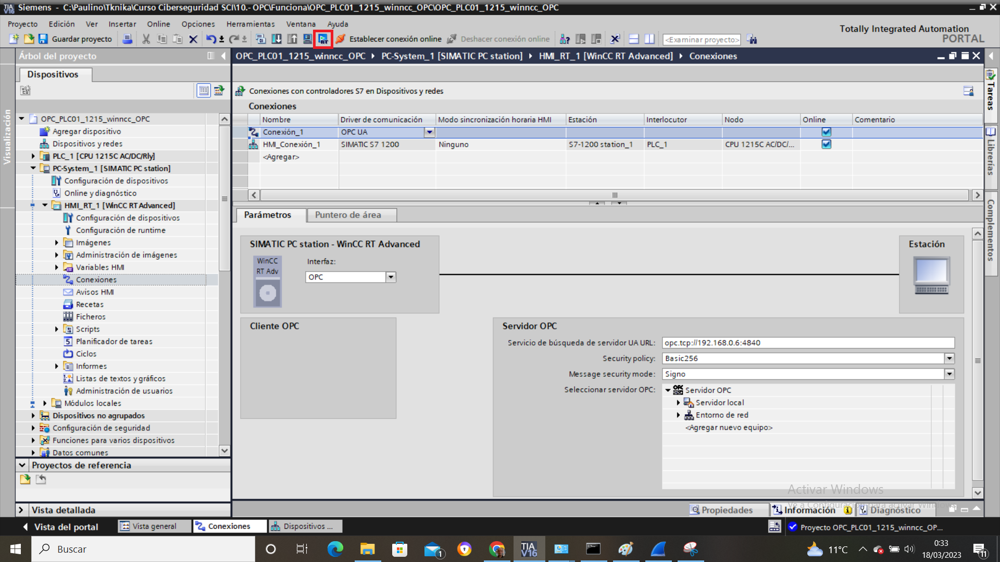 Siemens - C:\Paulino\Tknika\Curso Ciberseguridad SCI\10.- OPC\Funciona\OPC_PLC01_1215_winncc_OPC\OPC_PLC01_1215_winncc_OPC
Proyecto Edición Ver Insertar Online Opciones Herramientas Ventana Ayuda
Totally Integrated Automation
PORTAL
Guardar proyecto RT Establecer conexión online Deshacer conexión online <Examinar proyecto>
Árbol del proyecto
OPC_PLC01_1215_winncc_OPC PC-System_1 [SIMATIC PC station] HMI_RT_1 [WinCC RT Advanced] Conexiones
Dispositivos
Visualización
OPC_PLC01_1215_winncc_OPC
Agregar dispositivo
Dispositivos y redes
PLC_1 [CPU 1215C AC/DC/Rly]
PC-System_1 [SIMATIC PC station]
Configuración de dispositivos
Online y diagnóstico
HMI_RT_1 [WinCC RT Advanced]
Configuración de dispositivos
Configuración de runtime
Imágenes
Administración de imágenes
Variables HMI
Conexiones
Avisos HMI
Recetas
Ficheros
Scripts
Planificador de tareas
Ciclos
Informes
Listas de textos y gráficos
Administración de usuarios
Módulos locales
Dispositivos no agrupados
Configuración de seguridad
Funciones para varios dispositivos
Datos comunes
Proyectos de referencia
Vista detallada
Conexiones con controladores S7 en Dispositivos y redes
Conexiones
Nombre Driver de comunicación Modo sincronización horaria HMI Estación Interlocutor Nodo Online Comentario
Conexión_1 OPC UA
HMI_Conexión_1 SIMATIC S7 1200 Ninguno S7-1200 station_1 PLC_1 CPU 1215C AC/DC/...
<Agregar>
Parámetros Puntero de área
SIMATIC PC station - WinCC RT Advanced
WinCC
RT Adv
Interfaz:
OPC
Estación
Cliente OPC
Servidor OPC
Servicio de búsqueda de servidor UA URL: opc.tcp://192.168.0.6:4840
Security policy: Basic256
Message security mode: Signo
Seleccionar servidor OPC: Servidor OPC
Servidor local
Entorno de red
<Agregar nuevo equipo>
Tareas
Librerías
Complementos
Activar Windows
Ve a Configuración para activar Windows.
Propiedades Información Diagnóstico
Vista del portal Vista general Conexiones Dispositivos ... Proyecto OPC_PLC01_1215_winncc_OP...
Buscar
TIA
V16
1
11°C
0:33
18/03/2023
11